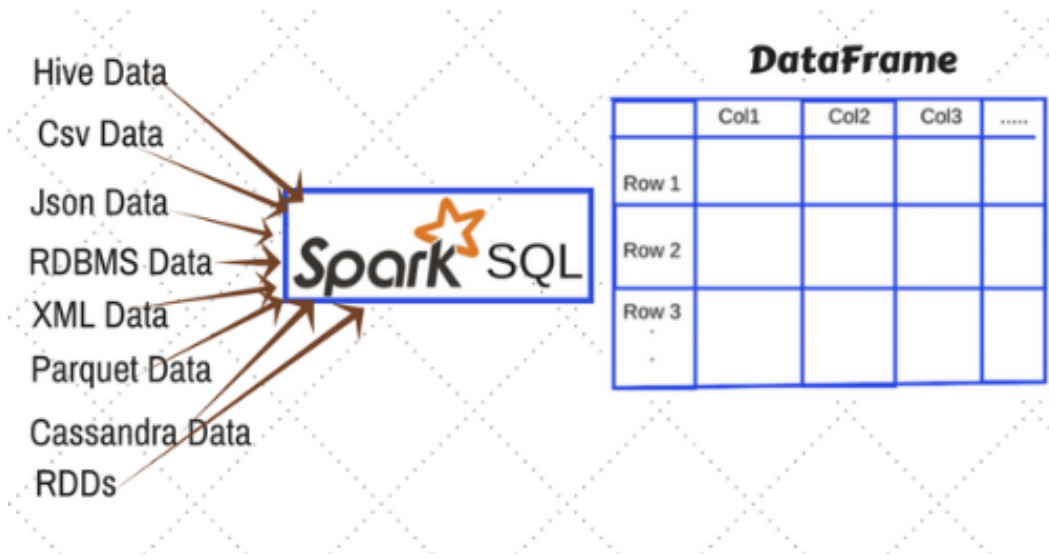 Hive Data
Csv Data
Json Data
RDBMS Data
XML Data
Parquet Data
Cassandra Data
RDDs
Spark SQL
DataFrame
Col1 Col2 Col3 .....
Row 1
Row 2
Row 3
.
.